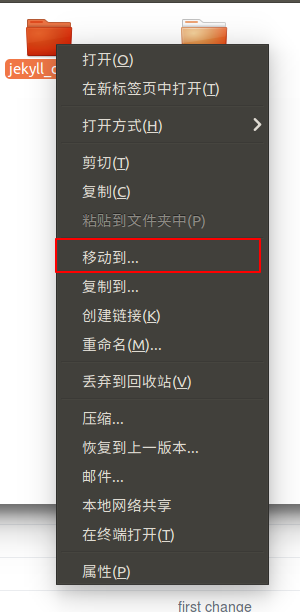 jekyll_
打开(O)
在新标签页中打开(T)
打开方式(H)
剪切(T)
复制(C)
粘贴到文件夹中(P)
移动到...
复制到...
创建链接(K)
重命名(M)...
丢弃到回收站(V)
压缩...
恢复到上一版本...
邮件...
本地网络共享
在终端打开(T)
属性(P)
first change